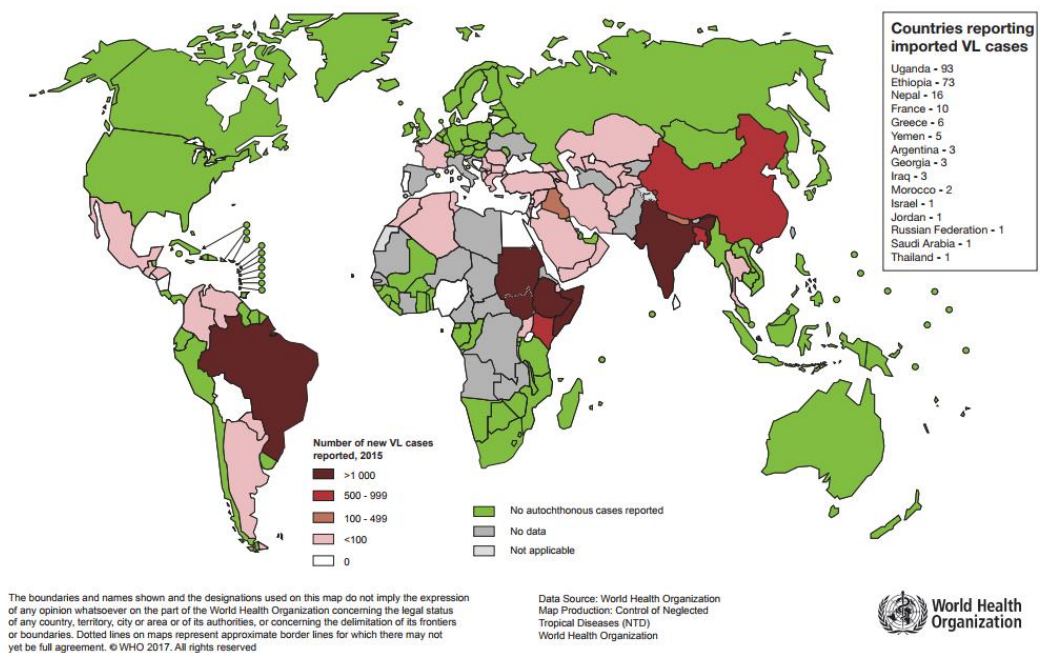 Countries reporting
imported VL cases
Uganda - 93
Ethiopia - 73
Nepal - 16
France - 10
Greece - 6
Yemen - 5
Argentina - 3
Georgia - 3
Iraq - 3
Morocco - 2
Israel - 1
Jordan - 1
Russian Federation - 1
Saudi Arabia - 1
Thailand - 1
Number of new VL cases
reported, 2015
>1 000
500 - 999
100 - 499
<100
0
No autochthonous cases reported
No data
Not applicable
The boundaries and names shown and the designations used on this map do not imply the expression
of any opinion whatsoever on the part of the World Health Organization concerning the legal status
of any country, territory, city or area or of its authorities, or concerning the delimitation of its frontiers
or boundaries. Dotted lines on maps represent approximate border lines for which there may not
yet be full agreement. © WHO 2017. All rights reserved
Data Source: World Health Organization
Map Production: Control of Neglected
Tropical Diseases (NTD)
World Health Organization
World Health
Organization